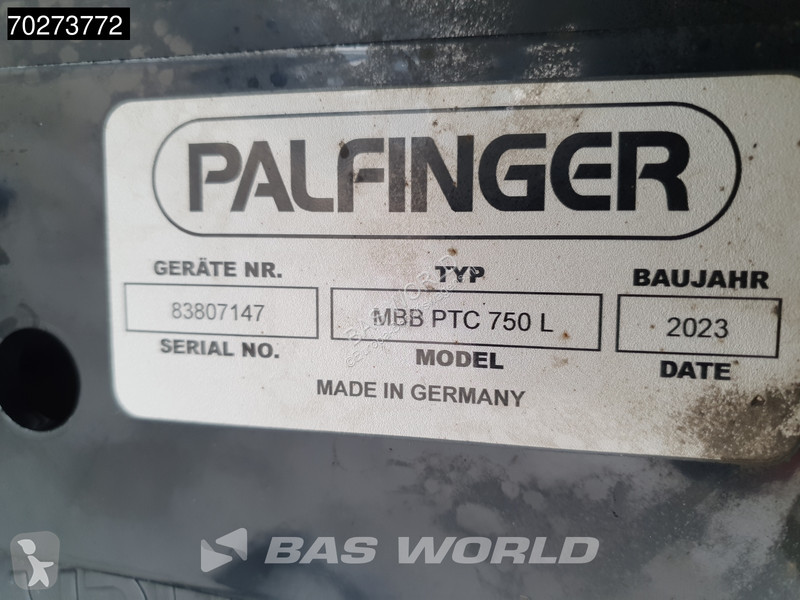 70273772
PALFINGER
GERÄTE NR. TYP BAUJAHR
83807147 MBB PTC 750 L 2023
SERIAL NO. MODEL DATE
MADE IN GERMANY
BAS WORLD